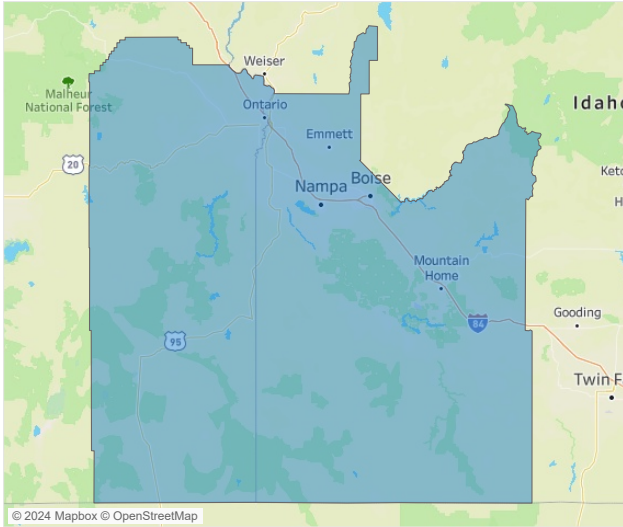 Weiser
Malheur
National Forest
Ontario
Idaho
Emmett
20
Ketc
Nampa
Boise
H
Mountain
Home
Gooding
84
95
Twin F
© 2024 Mapbox © OpenStreetMap